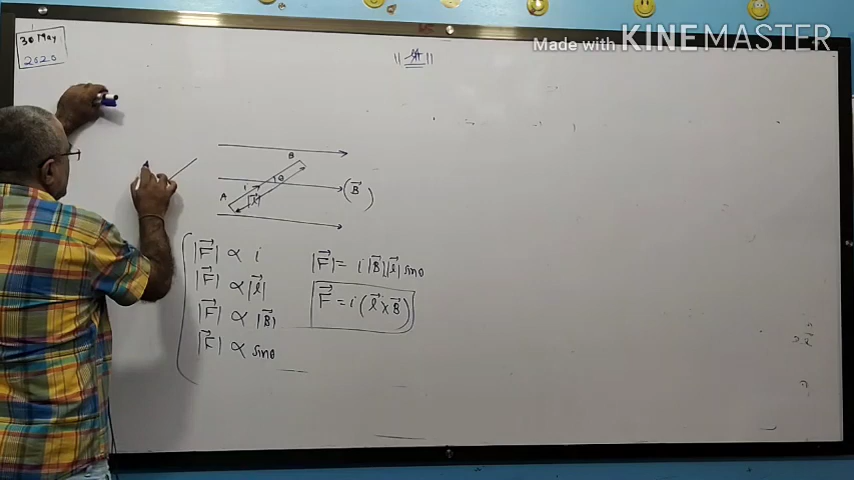 30 May
2020
Made with KINEMASTER
B
θ
i
A
|l⃗|
(B⃗)
|F⃗| ∝ i
|F⃗| ∝ |l⃗|
|F⃗| ∝ |B⃗|
|F⃗| ∝ sinθ
|F⃗| = i |B⃗||l⃗| sinθ
F⃗ = i (l⃗ × B⃗)